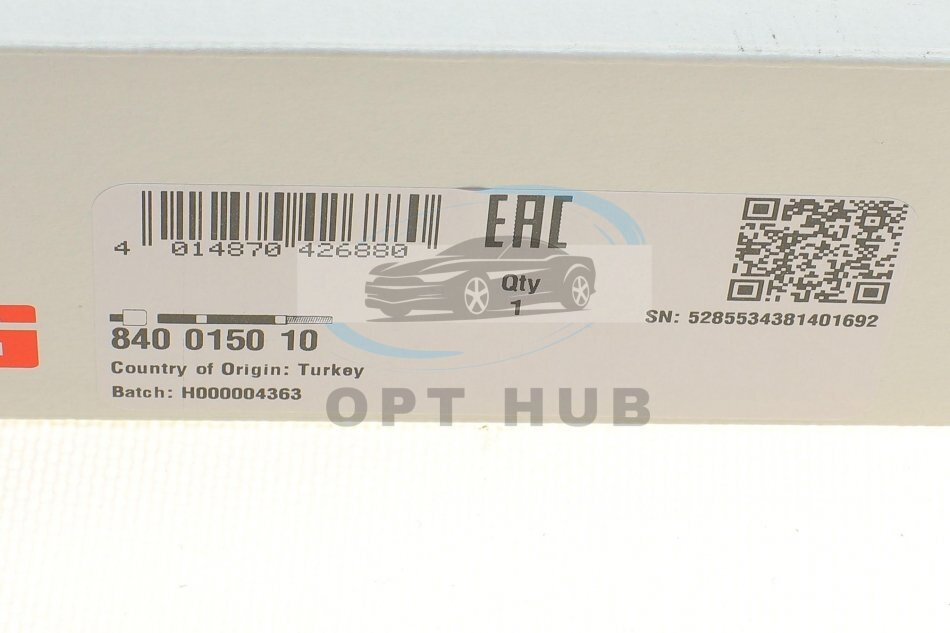 4 014870 426880
EAC
Qty
1
SN: 5285534381401692
840 0150 10
Country of Origin: Turkey
Batch: H000004363
OPT HUB